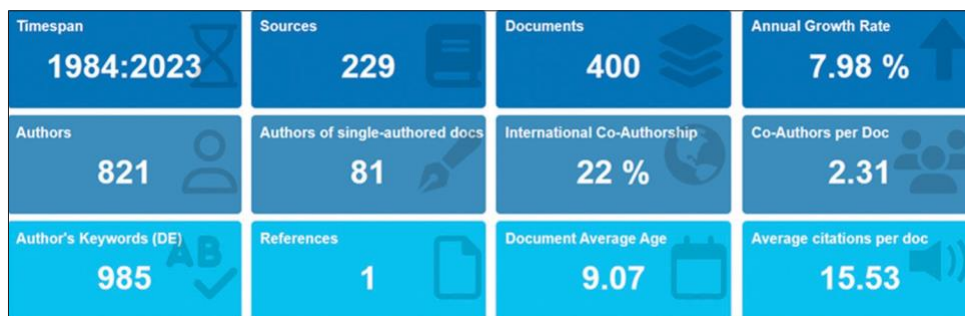 Timespan
1984:2023
Sources
229
Documents
400
Annual Growth Rate
7.98 %
Authors
821
Authors of single-authored docs
81
International Co-Authorship
22 %
Co-Authors per Doc
2.31
Author's Keywords (DE)
985
AB
References
1
Document Average Age
9.07
Average citations per doc
15.53